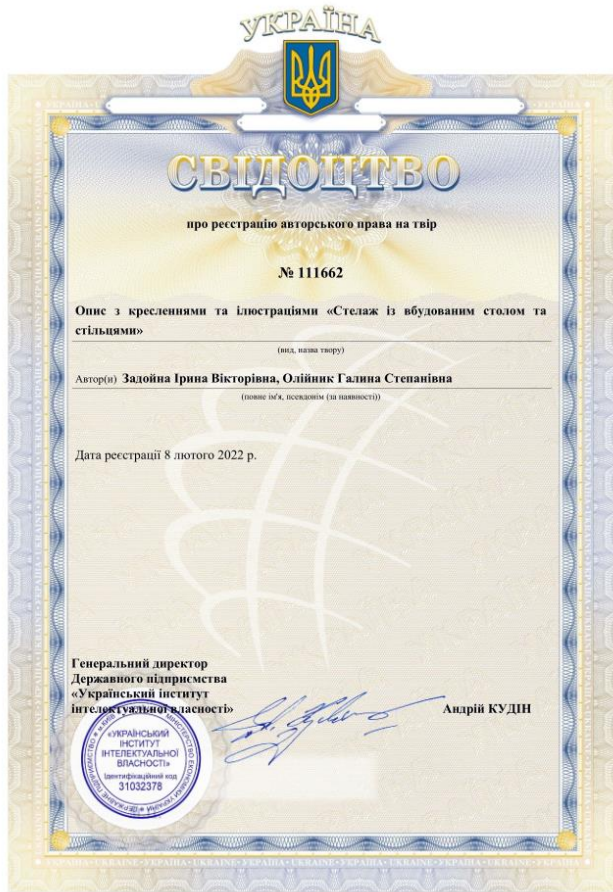 УКРАЇНА
СВІДОЦТВО
про реєстрацію авторського права на твір
№ 111662
Опис з кресленнями та ілюстраціями «Стелаж із вбудованим столом та
стільцями»
(вид, назва твору)
Автор(и) Задойна Ірина Вікторівна, Олійник Галина Степанівна
(повне ім'я, псевдонім (за наявності))
Дата реєстрації 8 лютого 2022 р.
Генеральний директор
Державного підприємства
«Український інститут
інтелектуальної власності»
Андрій КУДІН
«УКРАЇНСЬКИЙ
ІНСТИТУТ
ІНТЕЛЕКТУАЛЬНОЇ
ВЛАСНОСТІ»
Ідентифікаційний код
31032378